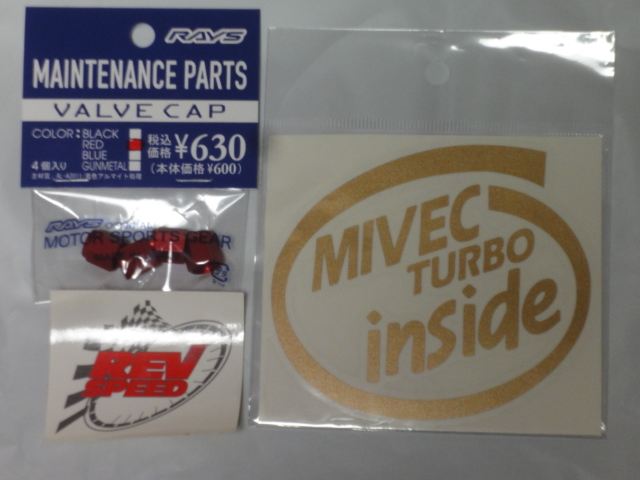 RAYS
MAINTENANCE PARTS
VALVE CAP
COLOR: BLACK
RED
BLUE
GUNMETAL
税込
価格 ¥630
(本体価格 ¥600)
4個入り
RAYS
MOTOR SPORTS GEAR
REV
SPEED
MIVEC
TURBO
inside